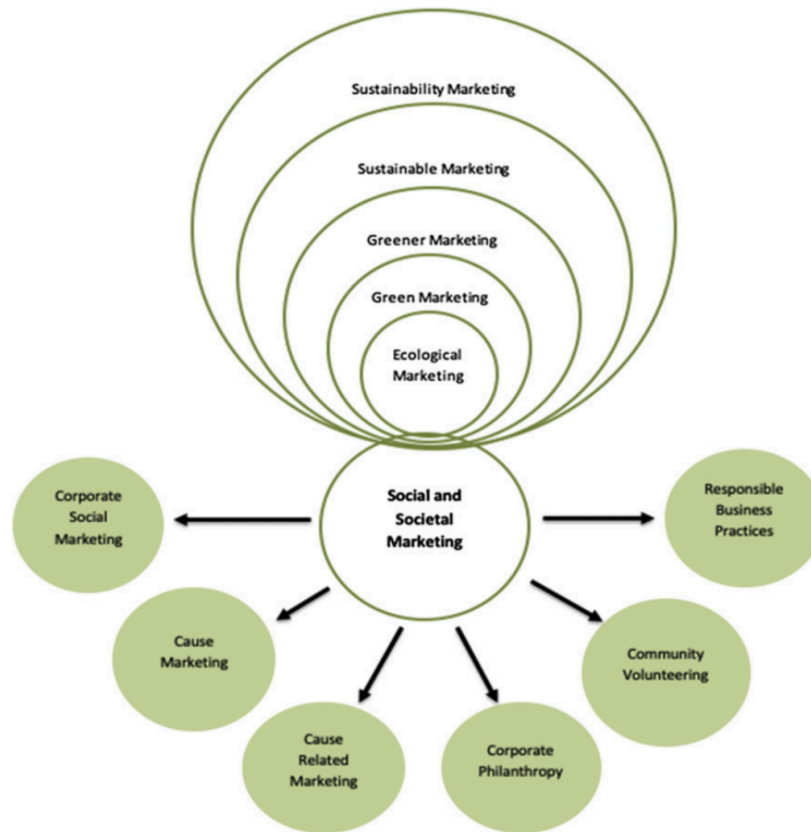 Sustainability Marketing
Sustainable Marketing
Greener Marketing
Green Marketing
Ecological
Marketing
Social and
Societal
Marketing
Corporate
Social
Marketing
Responsible
Business
Practices
Cause
Marketing
Community
Volunteering
Cause
Related
Marketing
Corporate
Philanthropy